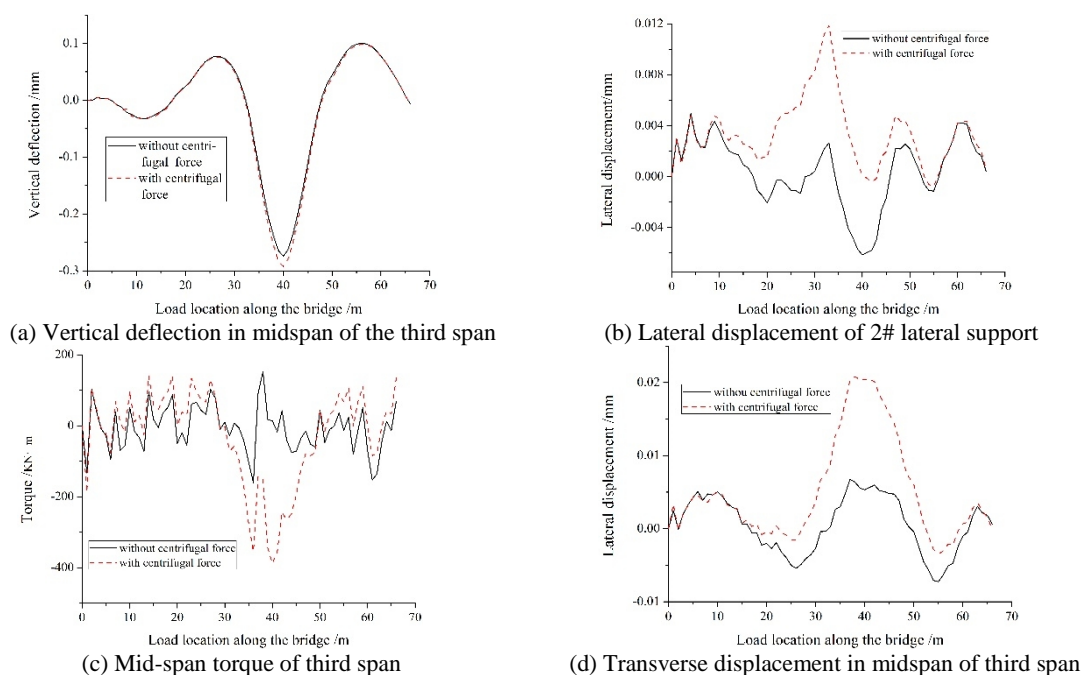 0.1
0.0
-0.1
-0.2
-0.3
Vertical deflection /mm
without centri-
fugal force
with centrifugal
force
0 10 20 30 40 50 60 70
Load location along the bridge /m
(a) Vertical deflection in midspan of the third span
0.012
0.008
0.004
0.000
-0.004
Lateral displacement/mm
without centrifugal force
with centrifugal force
0 10 20 30 40 50 60 70
Load location along the bridge /m
(b) Lateral displacement of 2# lateral support
200
0
-200
-400
Torque /KN· m
without centrifugal force
with centrifugal force
0 10 20 30 40 50 60 70
Load location along the bridge /m
(c) Mid-span torque of third span
0.02
0.01
0.00
-0.01
Lateral displacement /mm
withou centrifugal force
with centrifugal force
0 10 20 30 40 50 60 70
Load location along the bridge /m
(d) Transverse displacement in midspan of third span